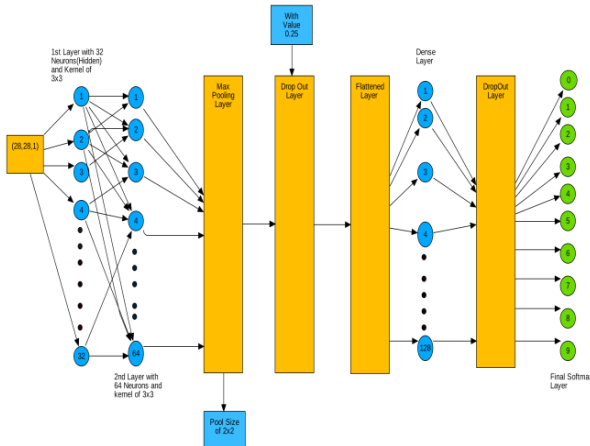 With
Value
0.25
1st Layer with 32
Neurons(Hidden)
and Kernel of
3x3
Dense
Layer
Max
Pooling
Layer
Drop Out
Layer
Flattened
Layer
DropOut
Layer
(28,28,1)
1
2
3
4
32
1
2
3
4
64
1
2
3
4
128
0
1
2
3
4
5
6
7
8
9
2nd Layer with
64 Neurons and
kernel of 3x3
Final Softma
Layer
Pool Size
of 2x2